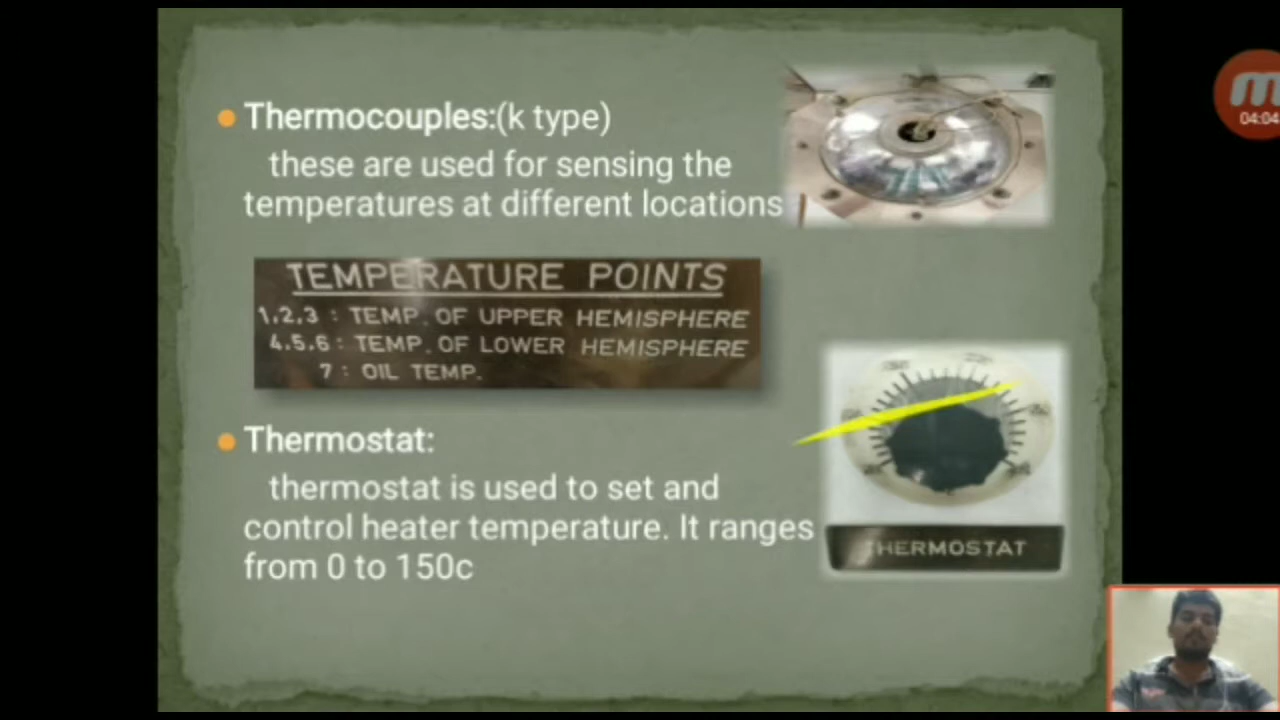 Thermocouples:(k type)
these are used for sensing the
temperatures at different locations
TEMPERATURE POINTS
1,2,3 : TEMP. OF UPPER HEMISPHERE
4.5.6 : TEMP. OF LOWER HEMISPHERE
7 : OIL TEMP.
Thermostat:
thermostat is used to set and
control heater temperature. It ranges
from 0 to 150c
THERMOSTAT
04:04